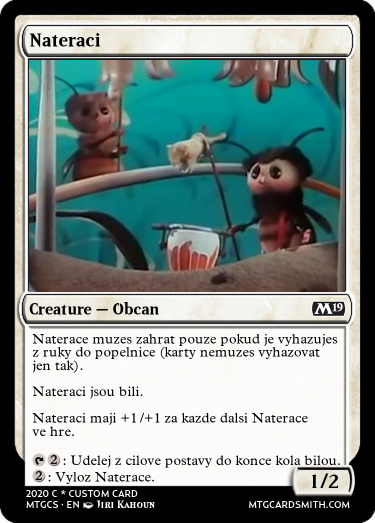 Nateraci
Creature — Obcan
M19
Naterace muzes zahrat pouze pokud je vyhazujes
z ruky do popelnice (karty nemuzes vyhazovat
jen tak).
Nateraci jsou bili.
Nateraci maji +1/+1 za kazde dalsi Naterace
ve hre.
2: Udelej z cilove postavy do konce kola bilou.
2: Vyloz Naterace.
1/2
2020 C * CUSTOM CARD
MTGCS • EN Jiri Kahoun
MTGCARDSMITH.COM